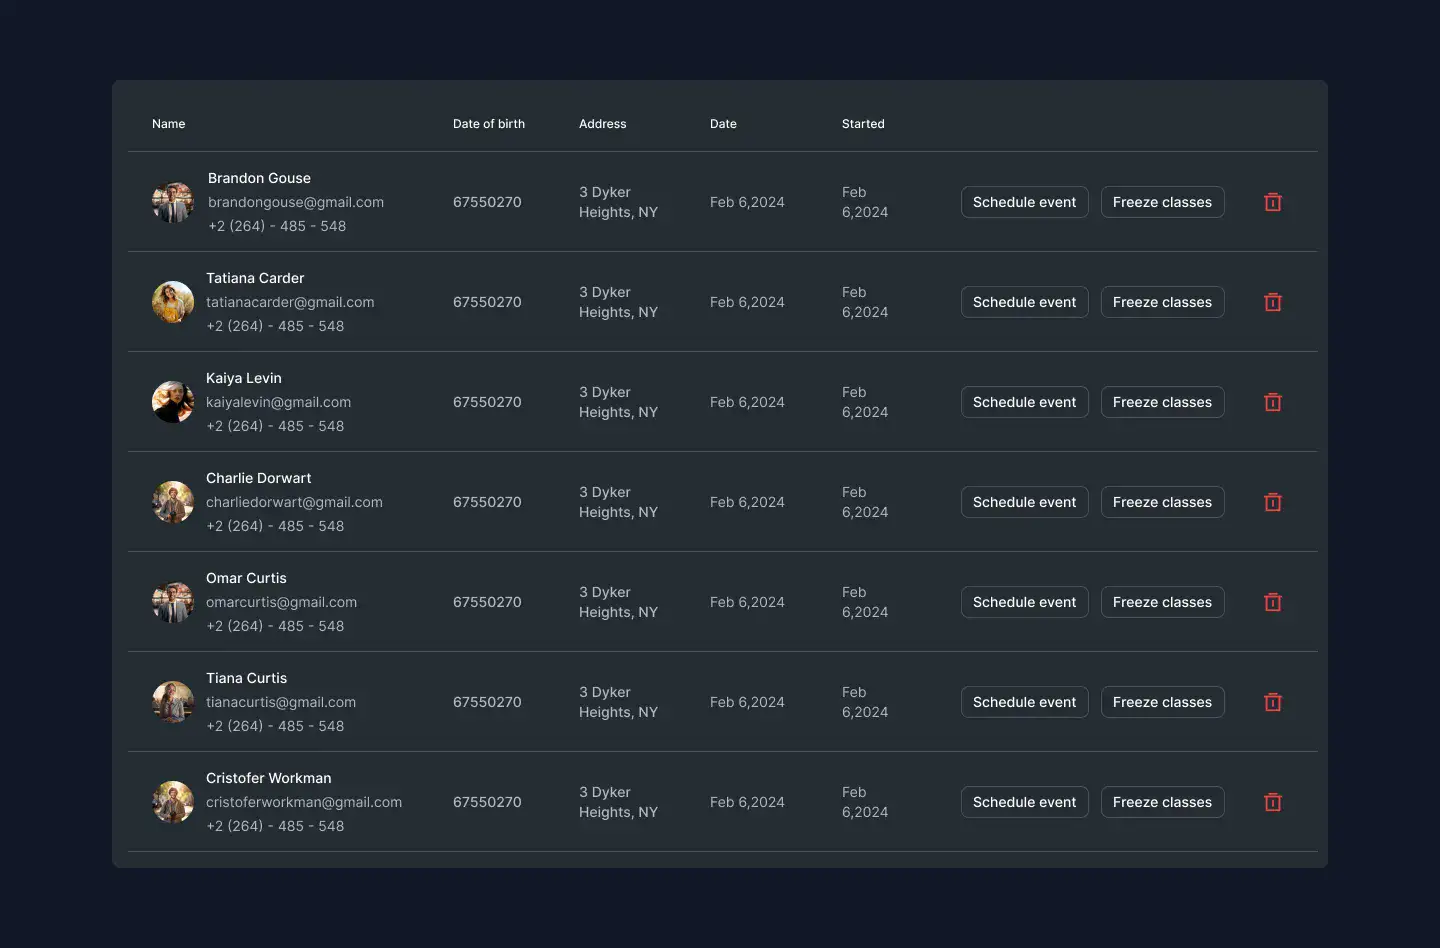 Name Date of birth Address Date Started
Brandon Gouse
brandongouse@gmail.com
+2 (264) - 485 - 548
67550270
3 Dyker
Heights, NY
Feb 6,2024
Feb
6,2024
Schedule event
Freeze classes
Tatiana Carder
tatianacarder@gmail.com
+2 (264) - 485 - 548
67550270
3 Dyker
Heights, NY
Feb 6,2024
Feb
6,2024
Schedule event
Freeze classes
Kaiya Levin
kaiyalevin@gmail.com
+2 (264) - 485 - 548
67550270
3 Dyker
Heights, NY
Feb 6,2024
Feb
6,2024
Schedule event
Freeze classes
Charlie Dorwart
charliedorwart@gmail.com
+2 (264) - 485 - 548
67550270
3 Dyker
Heights, NY
Feb 6,2024
Feb
6,2024
Schedule event
Freeze classes
Omar Curtis
omarcurtis@gmail.com
+2 (264) - 485 - 548
67550270
3 Dyker
Heights, NY
Feb 6,2024
Feb
6,2024
Schedule event
Freeze classes
Tiana Curtis
tianacurtis@gmail.com
+2 (264) - 485 - 548
67550270
3 Dyker
Heights, NY
Feb 6,2024
Feb
6,2024
Schedule event
Freeze classes
Cristofer Workman
cristoferworkman@gmail.com
+2 (264) - 485 - 548
67550270
3 Dyker
Heights, NY
Feb 6,2024
Feb
6,2024
Schedule event
Freeze classes